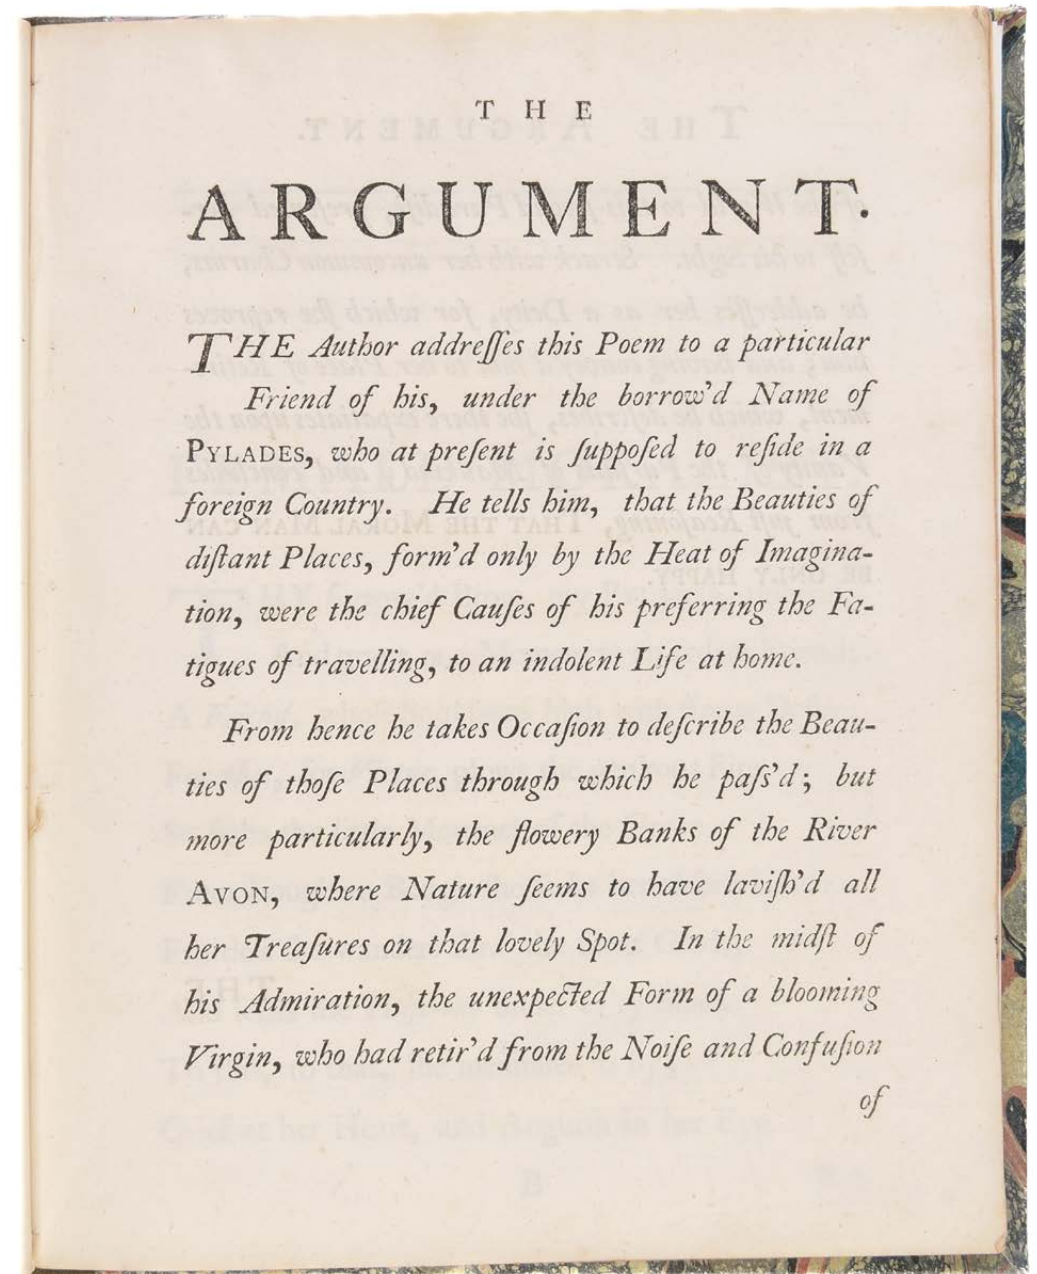 THE
ARGUMENT.
THE Author addreſſes this Poem to a particular
Friend of his, under the borrow'd Name of
PYLADES, who at preſent is ſuppoſed to reſide in a
foreign Country. He tells him, that the Beauties of
diſtant Places, form'd only by the Heat of Imagina-
tion, were the chief Cauſes of his preferring the Fa-
tigues of travelling, to an indolent Life at home.
From hence he takes Occaſion to deſcribe the Beau-
ties of thoſe Places through which he paſs'd; but
more particularly, the flowery Banks of the River
AVON, where Nature ſeems to have laviſh'd all
her Treaſures on that lovely Spot. In the midſt of
his Admiration, the unexpected Form of a blooming
Virgin, who had retir'd from the Noiſe and Confuſion
of